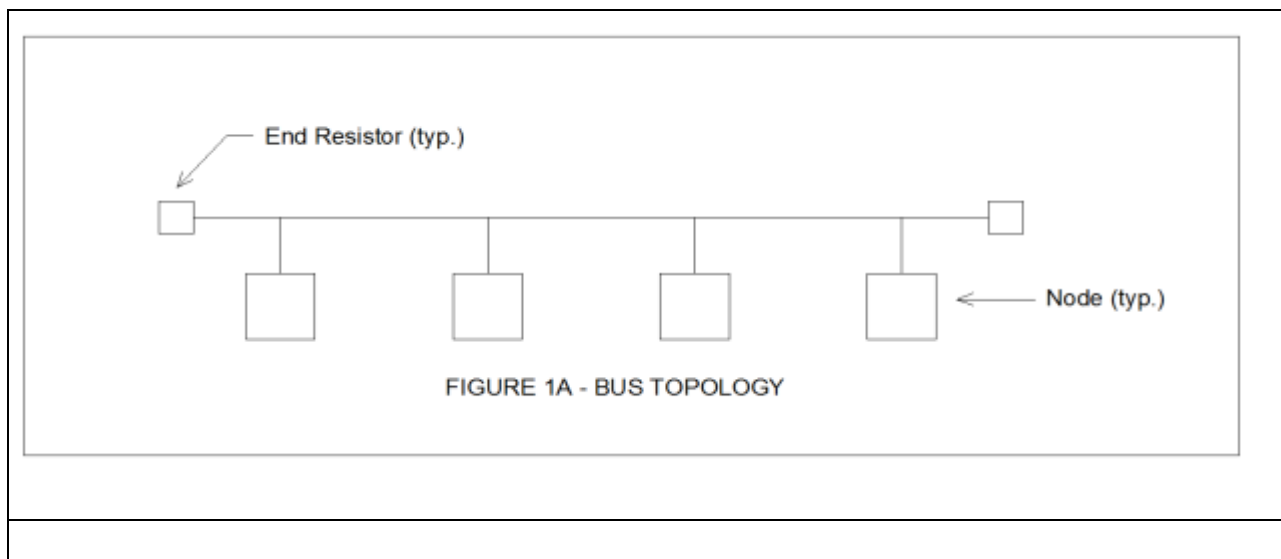 End Resistor (typ.)
Node (typ.)
FIGURE 1A - BUS TOPOLOGY